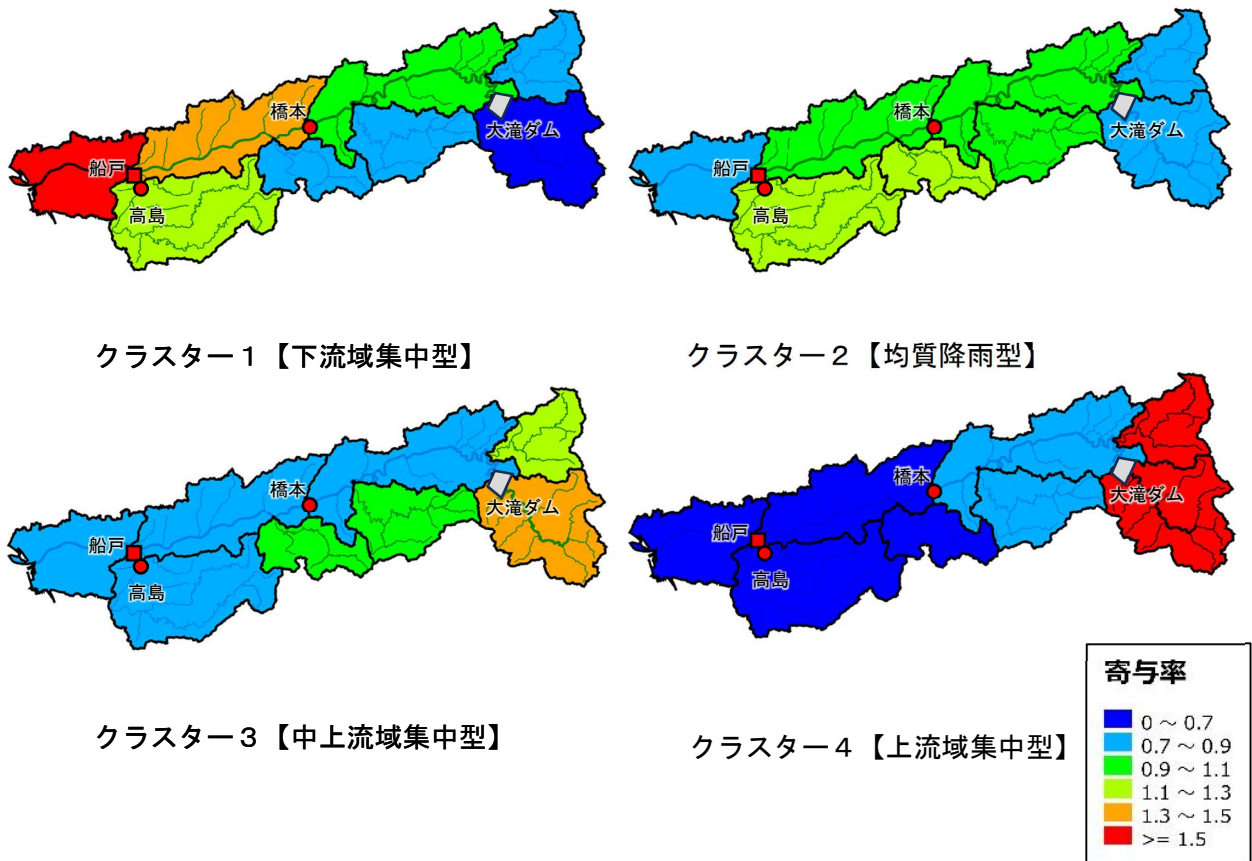 橋本
大滝ダム
船戸
高島
クラスター１【下流域集中型】
橋本
大滝ダム
船戸
高島
クラスター２【均質降雨型】
橋本
大滝ダム
船戸
高島
クラスター３【中上流域集中型】
橋本
大滝ダム
船戸
高島
クラスター４【上流域集中型】
寄与率
0 ～ 0.7
0.7 ～ 0.9
0.9 ～ 1.1
1.1 ～ 1.3
1.3 ～ 1.5
>= 1.5